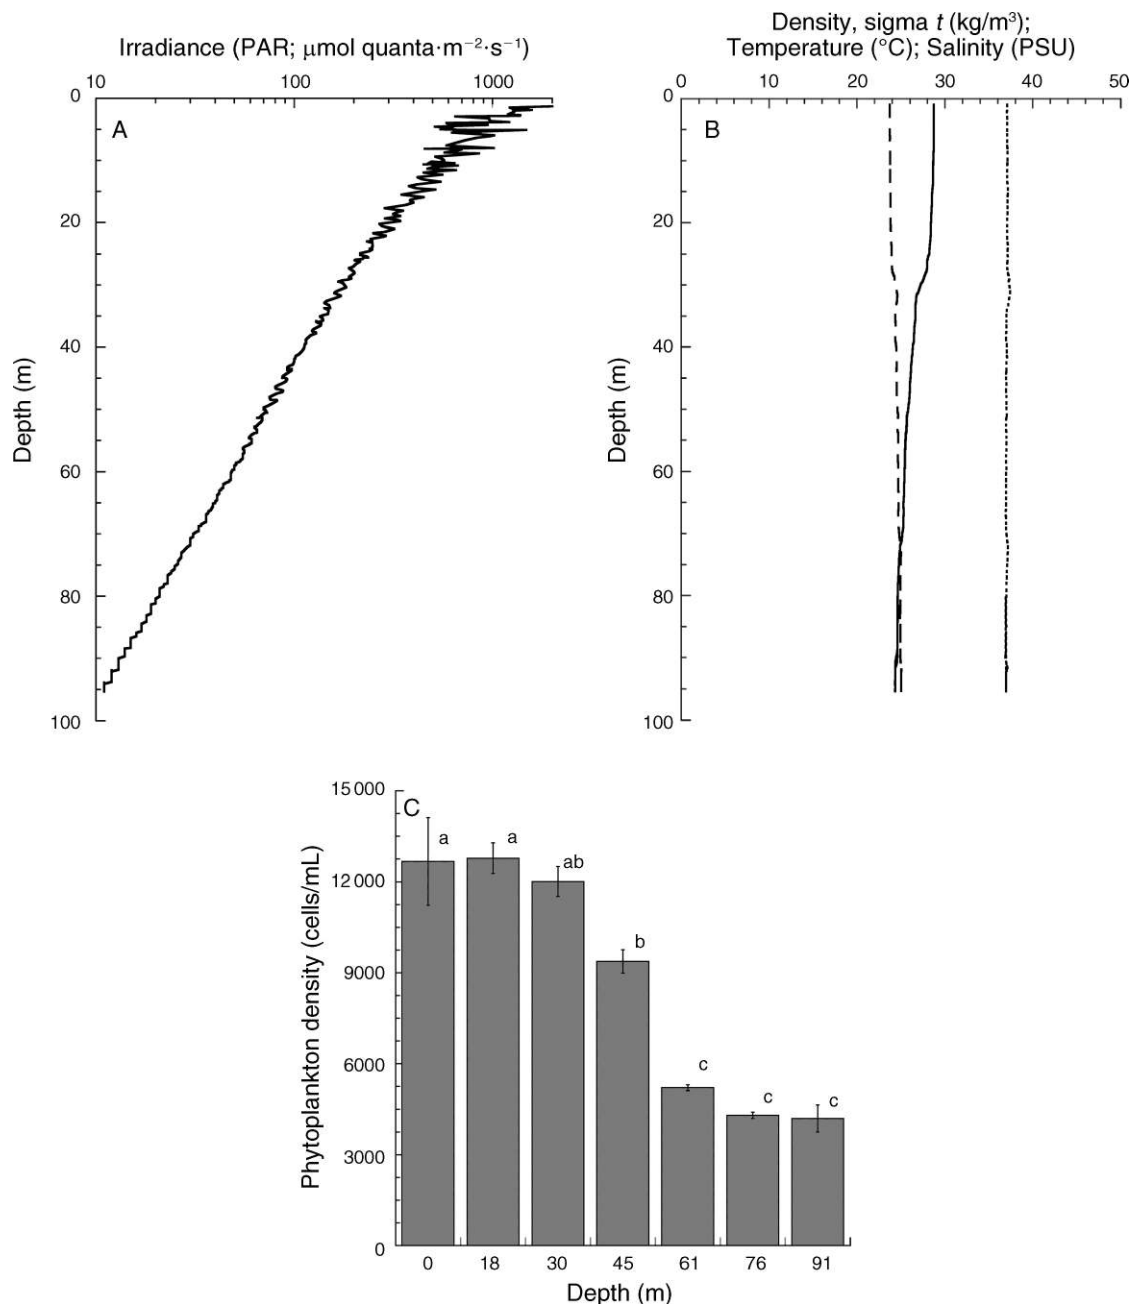 Irradiance (PAR; μmol quanta·m⁻²·s⁻¹)
10 100 1000
0
20
40
60
80
100
Depth (m)
A
Density, sigma t (kg/m³);
Temperature (°C); Salinity (PSU)
0 10 20 30 40 50
0
20
40
60
80
100
Depth (m)
B
C
15 000
12000
9000
6000
3000
0
Phytoplankton density (cells/mL)
a a ab b c c c
0 18 30 45 61 76 91
Depth (m)